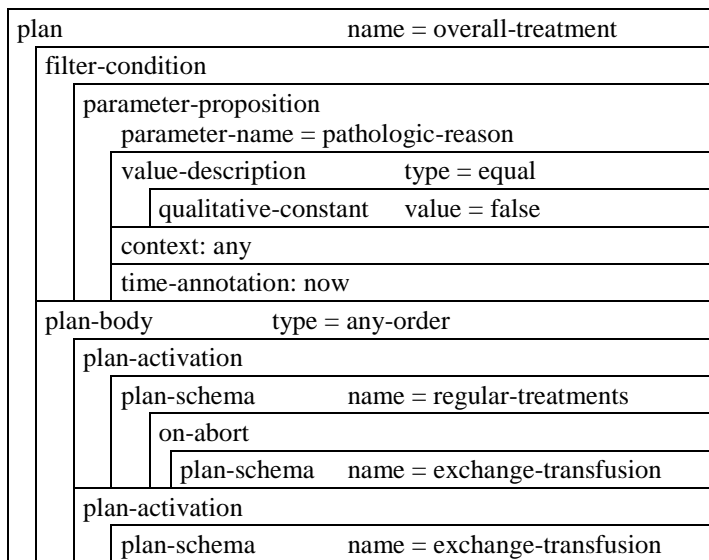 plan name = overall-treatment
filter-condition
parameter-proposition
parameter-name = pathologic-reason
value-description type = equal
qualitative-constant value = false
context: any
time-annotation: now
plan-body type = any-order
plan-activation
plan-schema name = regular-treatments
on-abort
plan-schema name = exchange-transfusion
plan-activation
plan-schema name = exchange-transfusion